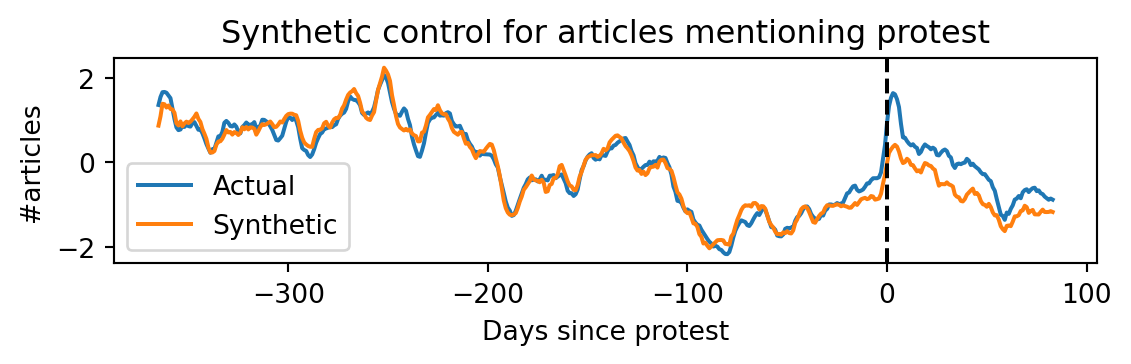 Synthetic control for articles mentioning protest
#articles
2
0
−2
Actual
Synthetic
−300
−200
−100
0
100
Days since protest